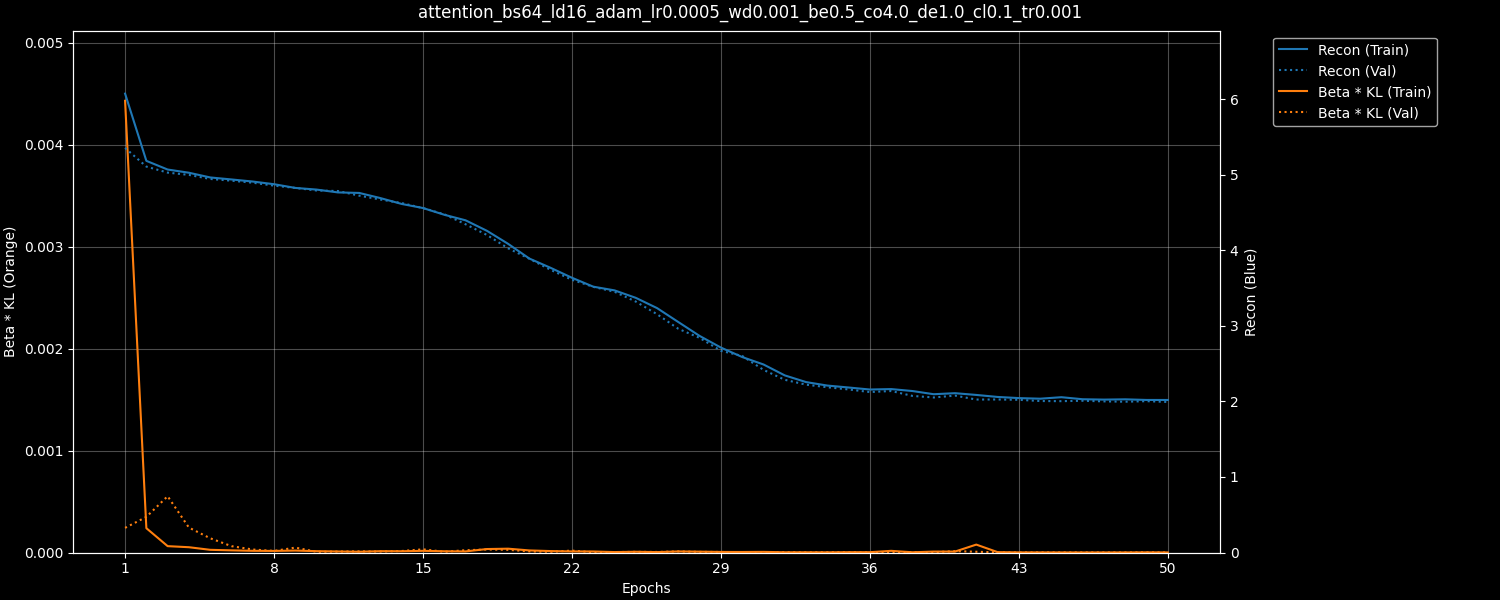 attention_bs64_ld16_adam_lr0.0005_wd0.001_be0.5_co4.0_de1.0_cl0.1_tr0.001
0.005
0.004
0.003
0.002
0.001
0.000
Beta * KL (Orange)
1
8
15
22
29
36
43
50
Epochs
6
5
4
3
2
1
0
Recon (Blue)
Recon (Train)
Recon (Val)
Beta * KL (Train)
Beta * KL (Val)